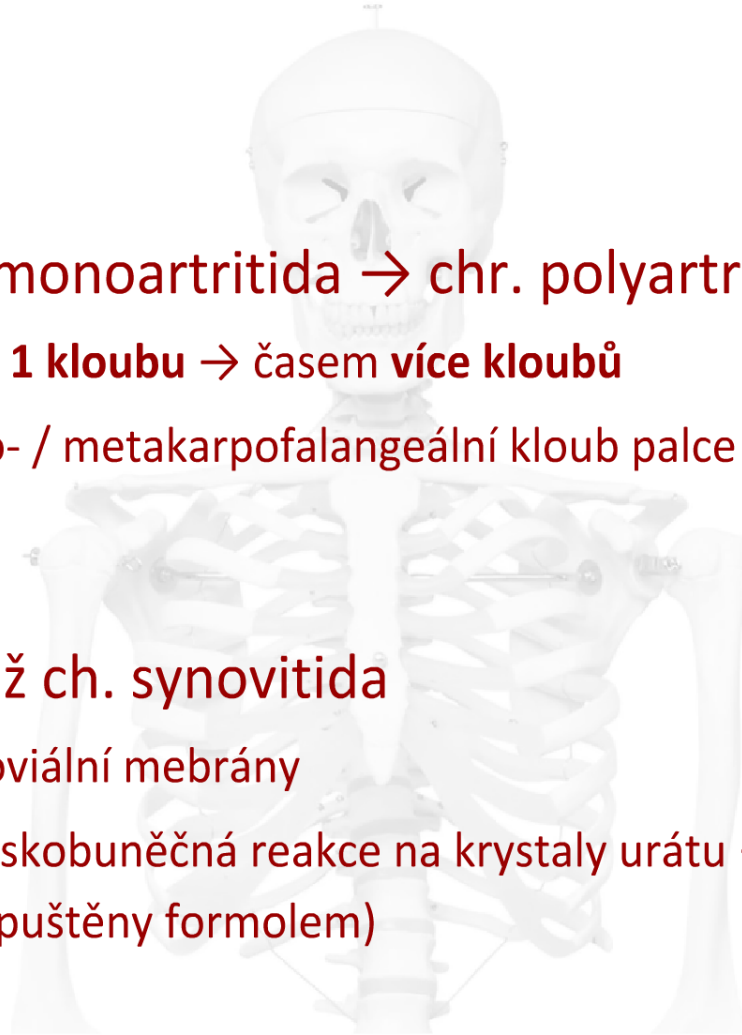 monoartritida → chr. polyartr
1 kloubu → časem více kloubů
o- / metakarpofalangeální kloub palce
ž ch. synovitida
oviální mebrány
skobuněčná reakce na krystaly urátu
puštěny formolem)